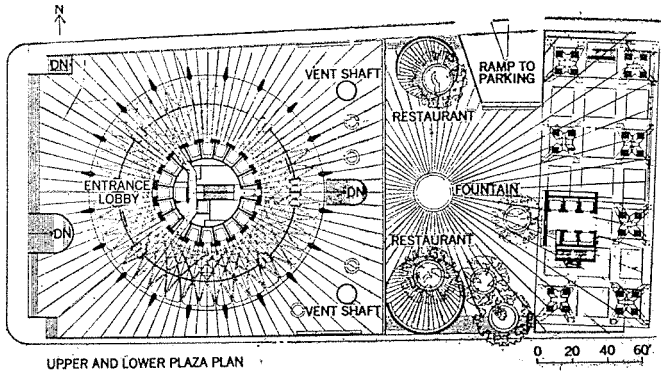 N
DN
VENT SHAFT
RAMP TO
PARKING
RESTAURANT
ENTRANCE
LOBBY
DN
FOUNTAIN
DN
RESTAURANT
VENT SHAFT
UPPER AND LOWER PLAZA PLAN
0 20 40 60'